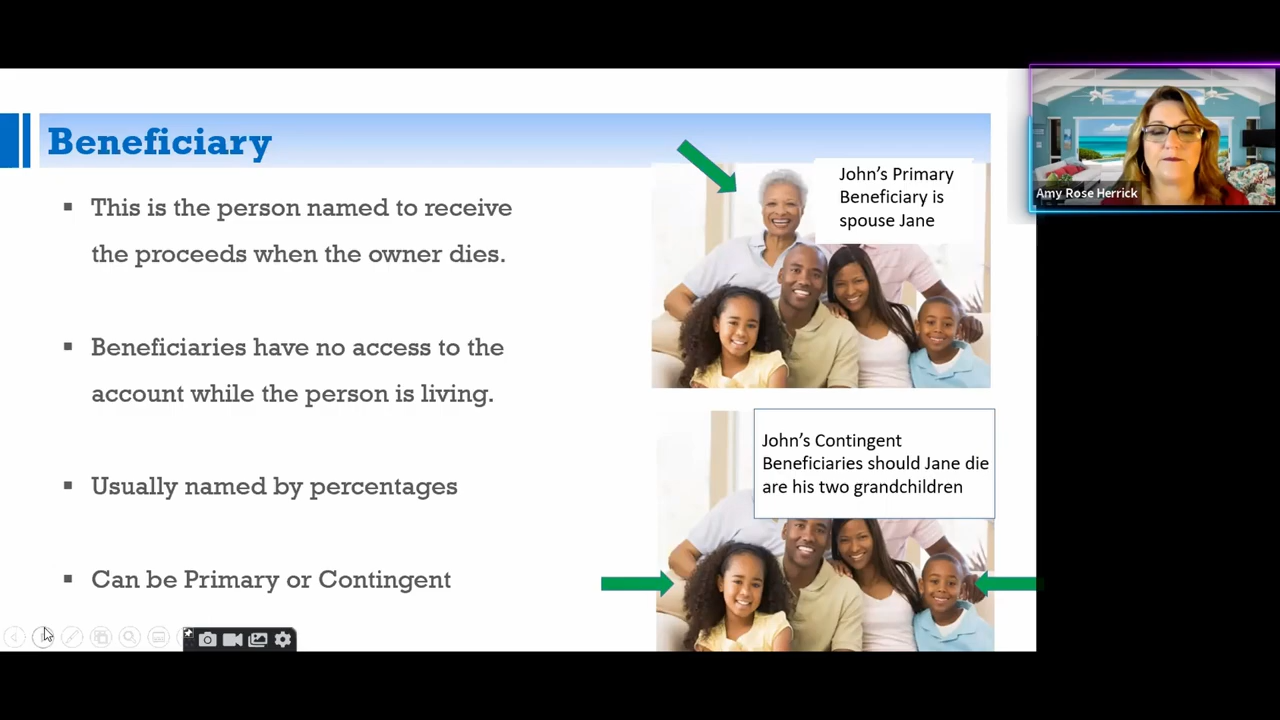 Beneficiary
▪ This is the person named to receive
the proceeds when the owner dies.
▪ Beneficiaries have no access to the
account while the person is living.
▪ Usually named by percentages
▪ Can be Primary or Contingent
John’s Primary
Beneficiary is
spouse Jane
John’s Contingent
Beneficiaries should Jane die
are his two grandchildren
Amy Rose Herrick